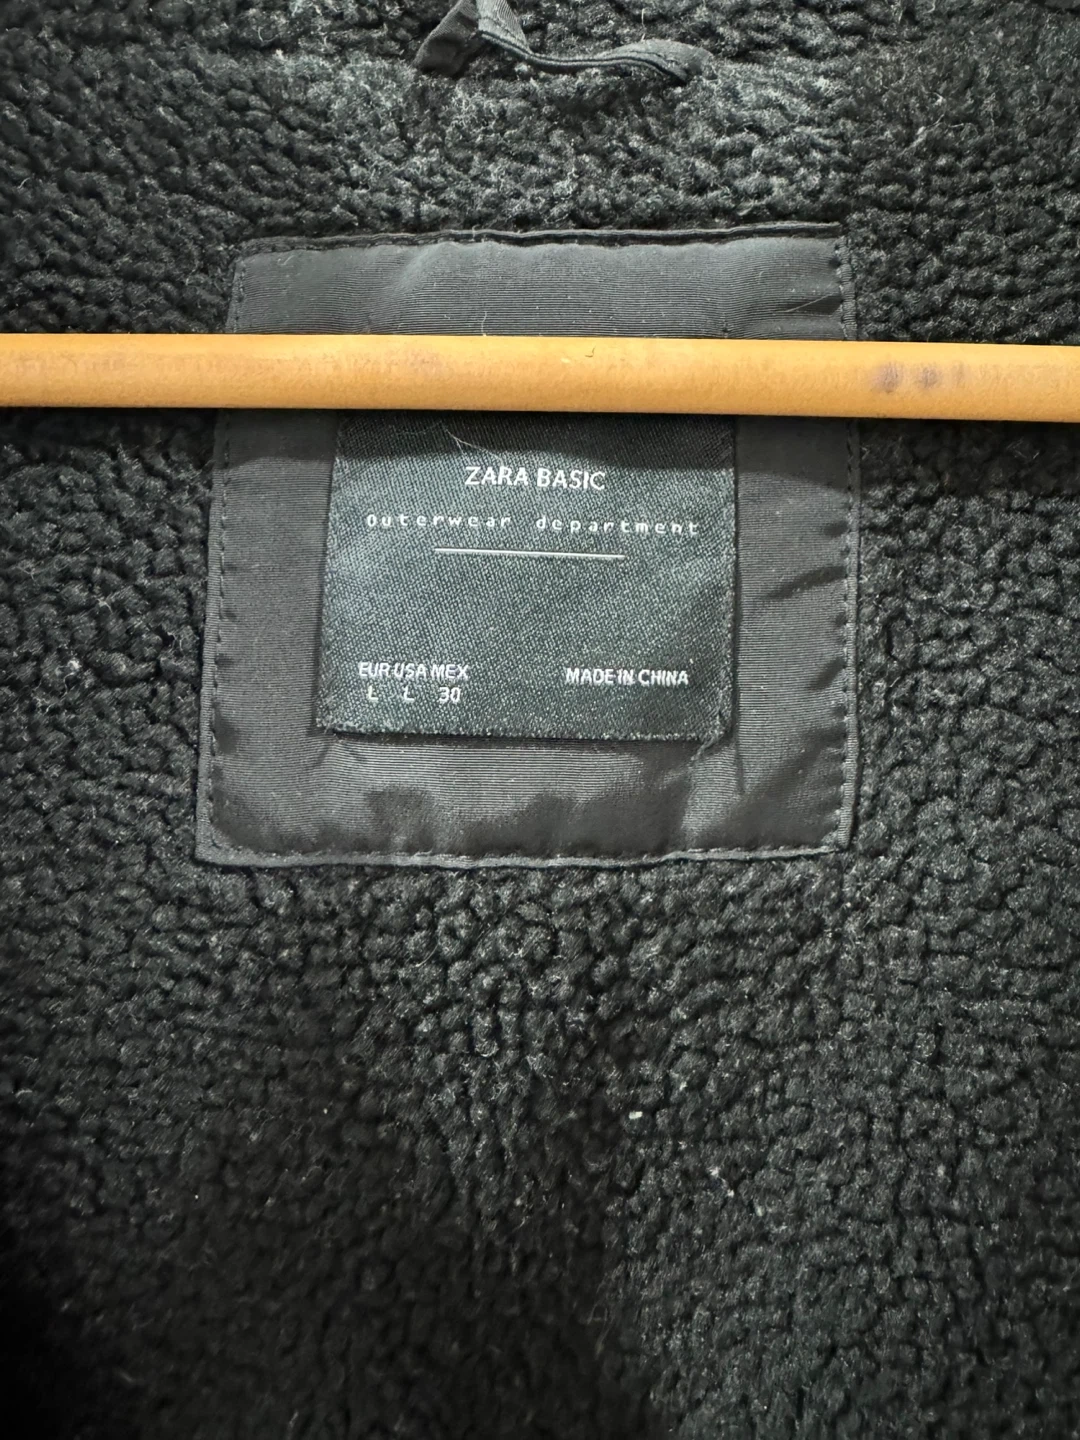 ZARA BASIC
outerwear department
EUR USA MEX
L L 30
MADE IN CHINA